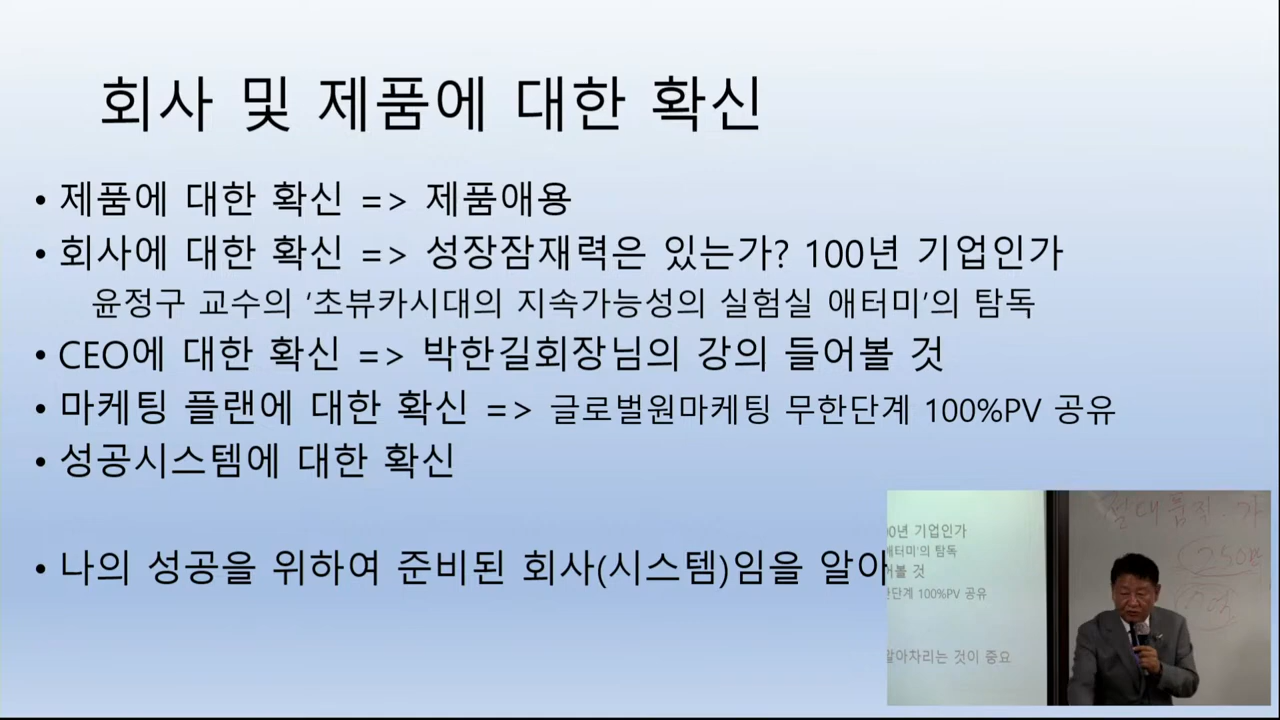 회사 및 제품에 대한 확신
• 제품에 대한 확신 => 제품애용
• 회사에 대한 확신 => 성장잠재력은 있는가? 100년 기업인가
윤정구 교수의 ‘초뷰카시대의 지속가능성의 실험실 애터미’의 탐독
• CEO에 대한 확신 => 박한길회장님의 강의 들어볼 것
• 마케팅 플랜에 대한 확신 => 글로벌원마케팅 무한단계 100%PV 공유
• 성공시스템에 대한 확신
• 나의 성공을 위하여 준비된 회사(시스템)임을 알아
00년 기업인가
애터미’의 탐독
어볼 것
한단계 100%PV 공유
알아차리는 것이 중요
절대품질 · 가